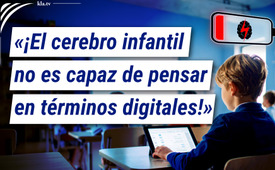 kla.tv
«¡El cerebro infantil
no es capaz de pensar
en términos digitales!»